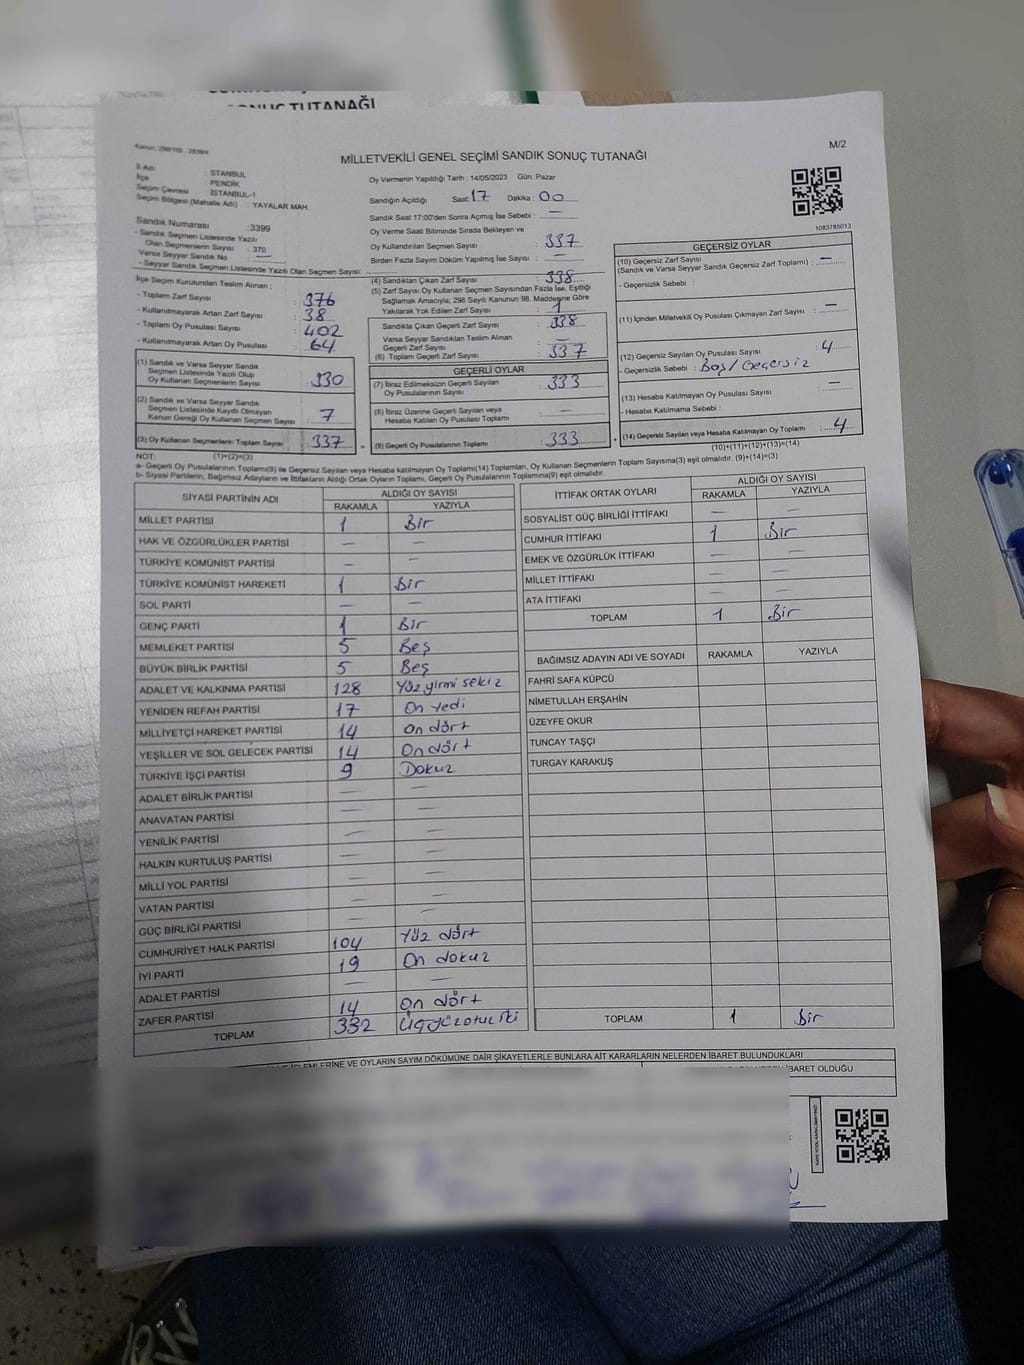 SONUÇ TUTANAĞI
M/2
MİLLETVEKİLİ GENEL SEÇİMİ SANDIK SONUÇ TUTANAĞI
İl Adı : İSTANBUL
İlçe : PENDİK
Seçim Çevresi : İSTANBUL-1
Seçim Bölgesi (Mahalle Adı) : YAYALAR MAH.
Sandık Numarası :3399
- Sandık Seçmen Listesinde Yazılı
Olan Seçmenlerin Sayısı : 370
Varsa Seyyar Sandık No : —
- Seyyar Sandık Seçmen Listesinde Yazılı Olan Seçmen Sayısı:
Oy Vermenin Yapıldığı Tarih : 14/05/2023 Gün: Pazar
Sandığın Açıldığı Saat: 17 Dakika : 00
Sandık Saat 17:00'den Sonra Açmış İse Sebebi : —
Oy Verme Saati Bitiminde Sırada Bekleyen ve
Oy Kullandırılan Seçmen Sayısı : 337
Birden Fazla Sayım Döküm Yapılmış İse Sayısı : —
1083785013
İlçe Seçim Kurulundan Teslim Alınan ;
- Toplam Zarf Sayısı : 376
- Kullanılmayarak Artan Zarf Sayısı : 38
- Toplam Oy Pusulası Sayısı : 402
- Kullanılmayarak Artan Oy Pusulası : 64
(1) Sandık ve Varsa Seyyar Sandık
Seçmen Listesinde Yazılı Olup
Oy Kullanan Seçmenlerin Sayısı : 330
(2) Sandık ve Varsa Seyyar Sandık
Seçmen Listesinde Kayıtlı Olmayan
Kanun Gereği Oy Kullanan Seçmen Sayısı : 7
(3) Oy Kullanan Seçmenlerin Toplam Sayısı : 337
(4) Sandıktan Çıkan Zarf Sayısı : 338
(5) Zarf Sayısı Oy Kullanan Seçmen Sayısından Fazla İse, Eşitliği
Sağlamak Amacıyla; 298 Sayılı Kanunun 98. Maddesine Göre
Yakılarak Yok Edilen Zarf Sayısı : 1
Sandıkta Çıkan Geçerli Zarf Sayısı : 338
Varsa Seyyar Sandıktan Teslim Alınan
Geçerli Zarf Sayısı : —
(6) Toplam Geçerli Zarf Sayısı : 337
GEÇERLİ OYLAR
(7) İtiraz Edilmeksizin Geçerli Sayılan
Oy Pusulalarının Sayısı : 333
(8) İtiraz Üzerine Geçerli Sayılan veya
Hesaba Katılan Oy Pusulası Toplamı : —
(9) Geçerli Oy Pusulalarının Toplamı : 333
GEÇERSİZ OYLAR
(10) Geçersiz Zarf Sayısı : —
(Sandık ve Varsa Seyyar Sandık Geçersiz Zarf Toplamı)
- Geçersizlik Sebebi :
(11) İçinden Milletvekili Oy Pusulası Çıkmayan Zarf Sayısı : —
(12) Geçersiz Sayılan Oy Pusulası Sayısı : 4
- Geçersizlik Sebebi : Boş/Geçersiz
(13) Hesaba Katılmayan Oy Pusulası Sayısı : —
- Hesaba Katılmama Sebebi :
(14) Geçersiz Sayılan veya Hesaba Katılmayan Oy Toplamı : 4
NOT: (1)+(2)=(3) (10)+(11)+(12)+(13)=(14)
a- Geçerli Oy Pusulalarının Toplamı(9) ile Geçersiz Sayılan veya Hesaba katılmayan Oy Toplamı(14) Toplamları, Oy Kullanan Seçmenlerin Toplam Sayısına(3) eşit olmalıdır. (9)+(14)=(3)
b- Siyasi Partilerin, Bağımsız Adayların ve İttifakların Aldığı Ortak Oyların Toplamı, Geçerli Oy Pusulalarının Toplamına(9) eşit olmalıdır.
SİYASİ PARTİNİN ADI ALDIĞI OY SAYISI
RAKAMLA YAZIYLA
MİLLET PARTİSİ 1 Bir
HAK VE ÖZGÜRLÜKLER PARTİSİ — —
TÜRKİYE KOMÜNİST PARTİSİ — —
TÜRKİYE KOMÜNİST HAREKETİ 1 Bir
SOL PARTİ — —
GENÇ PARTİ 1 Bir
MEMLEKET PARTİSİ 5 Beş
BÜYÜK BİRLİK PARTİSİ 5 Beş
ADALET VE KALKINMA PARTİSİ 128 Yüz yirmi sekiz
YENİDEN REFAH PARTİSİ 17 On yedi
MİLLİYETÇİ HAREKET PARTİSİ 14 On dört
YEŞİLLER VE SOL GELECEK PARTİSİ 14 On dört
TÜRKİYE İŞÇİ PARTİSİ 9 Dokuz
ADALET BİRLİK PARTİSİ — —
ANAVATAN PARTİSİ — —
YENİLİK PARTİSİ — —
HALKIN KURTULUŞ PARTİSİ — —
MİLLİ YOL PARTİSİ — —
VATAN PARTİSİ — —
GÜÇ BİRLİĞİ PARTİSİ — —
CUMHURİYET HALK PARTİSİ 104 Yüz dört
İYİ PARTİ 19 On dokuz
ADALET PARTİSİ — —
ZAFER PARTİSİ 14 On dört
TOPLAM 332 Üçyüzotuziki
İTTİFAK ORTAK OYLARI ALDIĞI OY SAYISI
RAKAMLA YAZIYLA
SOSYALİST GÜÇ BİRLİĞİ İTTİFAKI — —
CUMHUR İTTİFAKI 1 Bir
EMEK VE ÖZGÜRLÜK İTTİFAKI — —
MİLLET İTTİFAKI — —
ATA İTTİFAKI — —
TOPLAM 1 Bir
BAĞIMSIZ ADAYIN ADI VE SOYADI RAKAMLA YAZIYLA
FAHRİ SAFA KÜPCÜ
NİMETULLAH ERŞAHİN
ÜZEYFE OKUR
TUNCAY TAŞÇI
TURGAY KARAKUŞ
TOPLAM 1 Bir
İŞLEMLERİNE VE OYLARIN SAYIM DÖKÜMÜNE DAİR ŞİKAYETLERLE BUNLARA AİT KARARLARIN NELERDEN İBARET BULUNDUKLARI
İBARET OLDUĞU